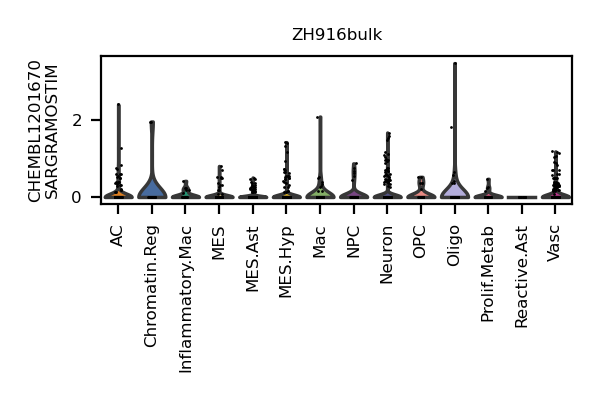 ZH916bulk
CHEMBL1201670
SARGRAMOSTIM
2
0
AC
Chromatin.Reg
Inflammatory.Mac
MES
MES.Ast
MES.Hyp
Mac
NPC
Neuron
OPC
Oligo
Prolif.Metab
Reactive.Ast
Vasc